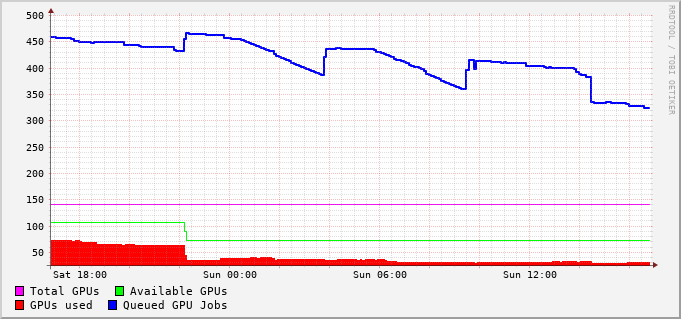 500
450
400
350
300
250
200
150
100
50
Sat 18:00 Sun 00:00 Sun 06:00 Sun 12:00
Total GPUs Available GPUs
GPUs used Queued GPU Jobs
RRDTOOL / TOBI OETIKER